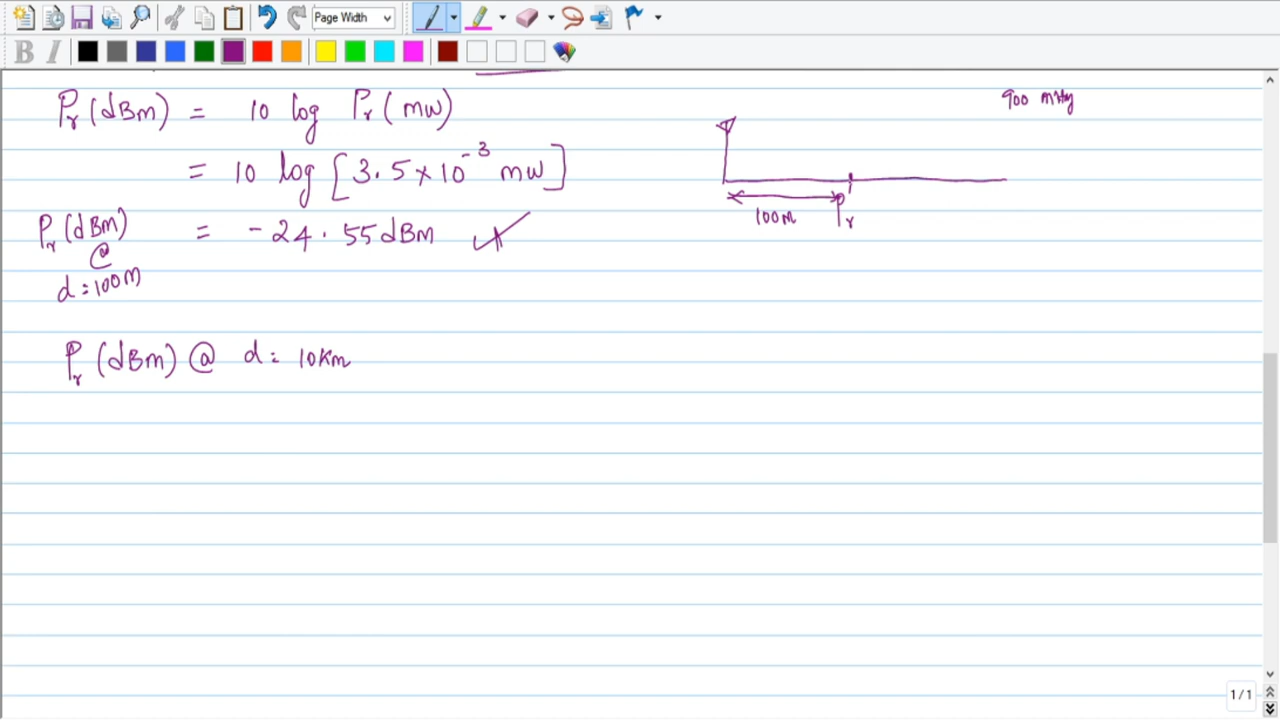 Page Width
B I
Pr (dBm) = 10 log Pr (mw)
= 10 log [3.5 × 10⁻³ mw]
Pr (dBm) = -24.55 dBm
@
d = 100M
Pr (dBm) @ d = 10Km
900 MHz
100M Pr
1/1